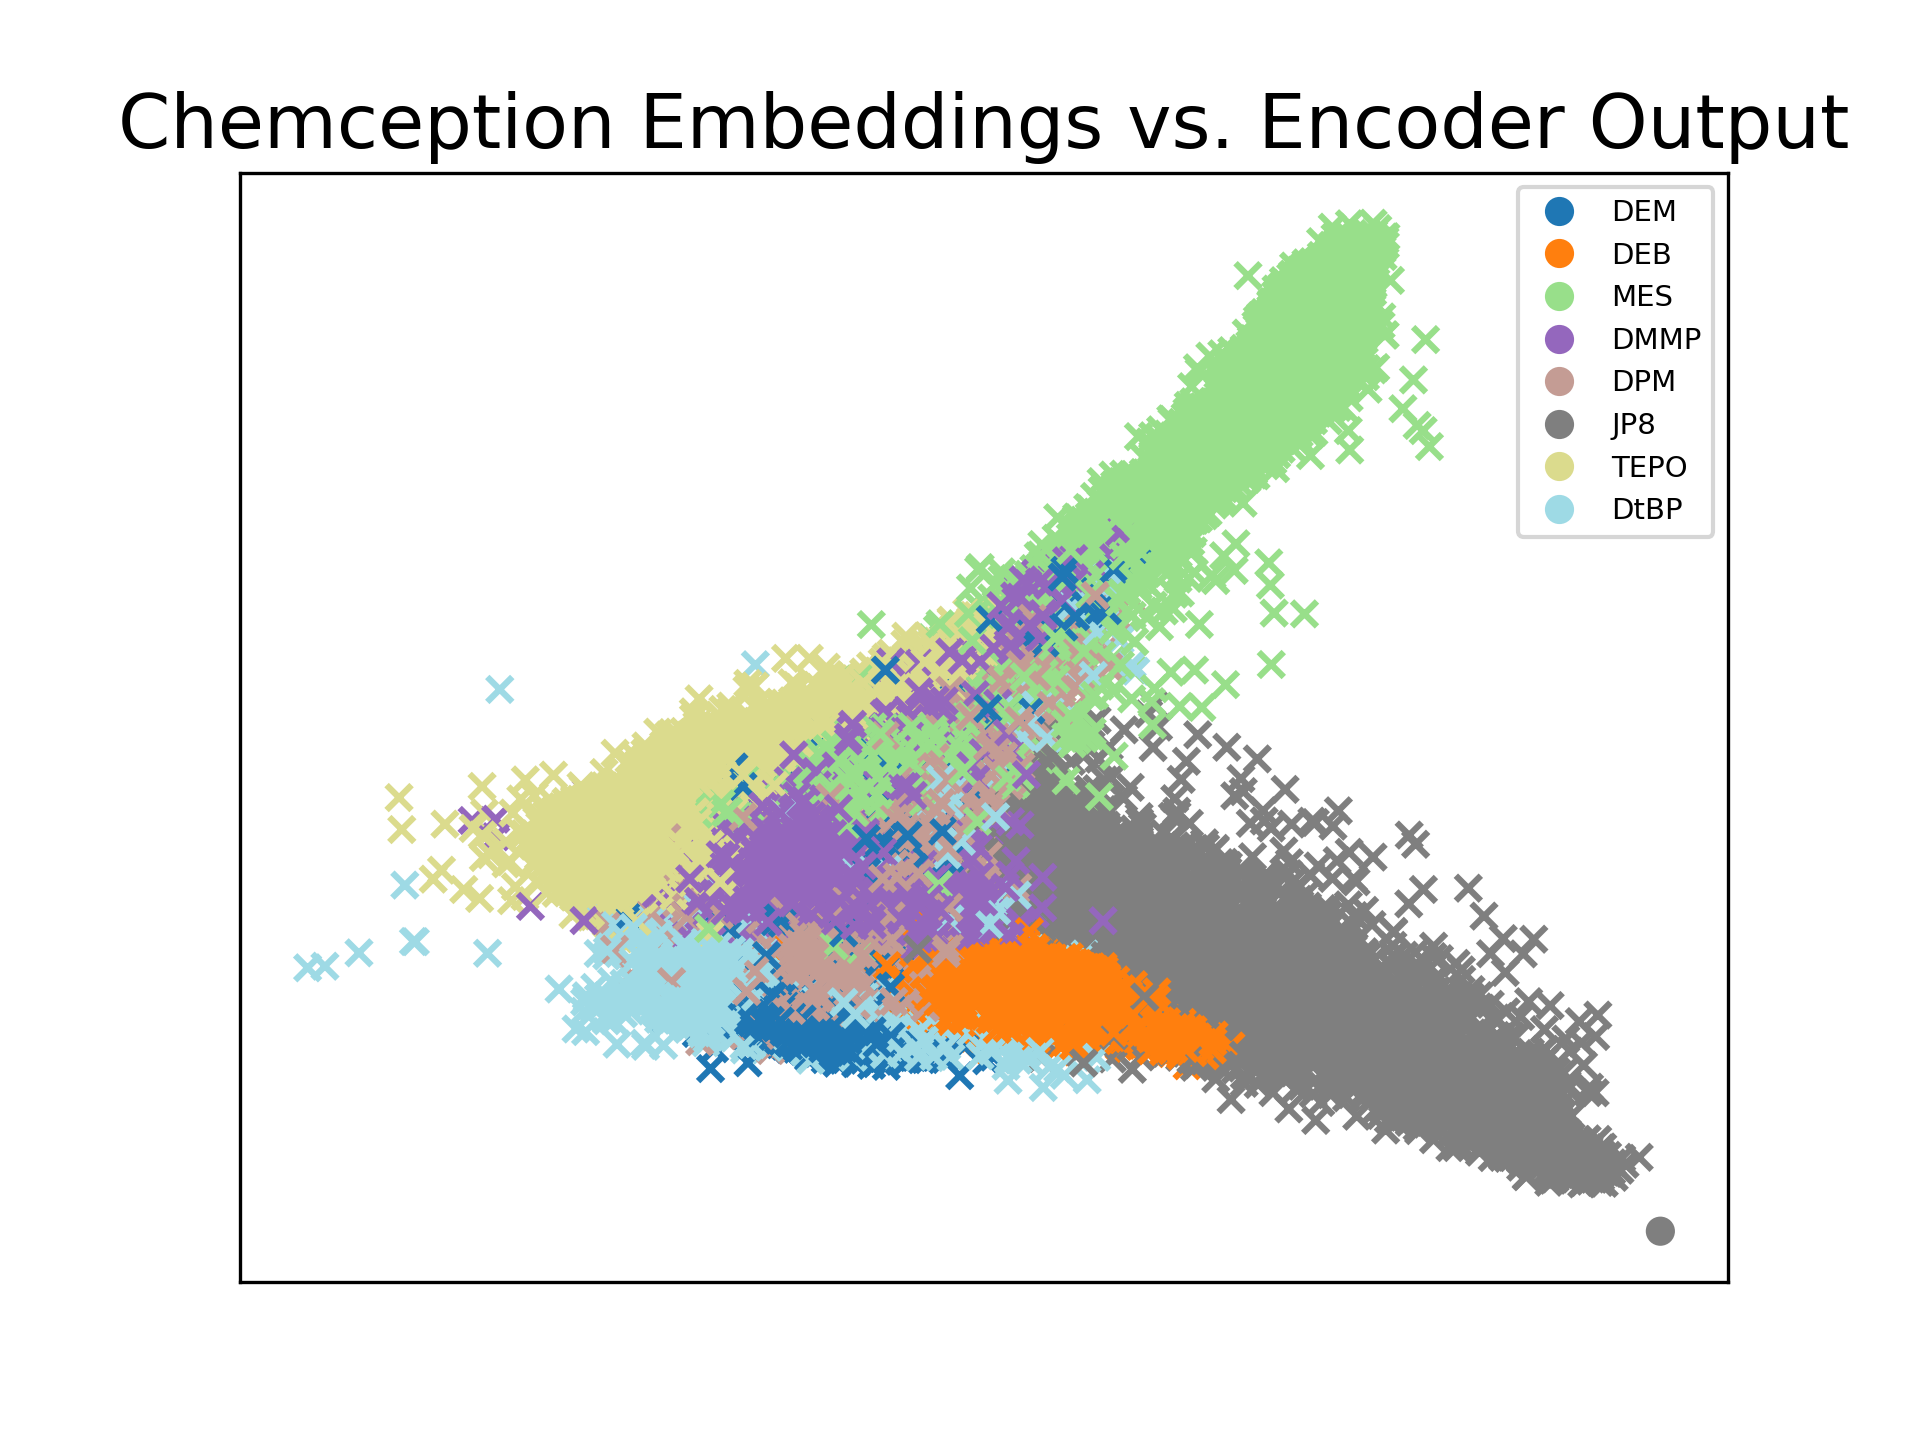 Chemception Embeddings vs. Encoder Output
DEM
DEB
MES
DMMP
DPM
JP8
TEPO
DtBP